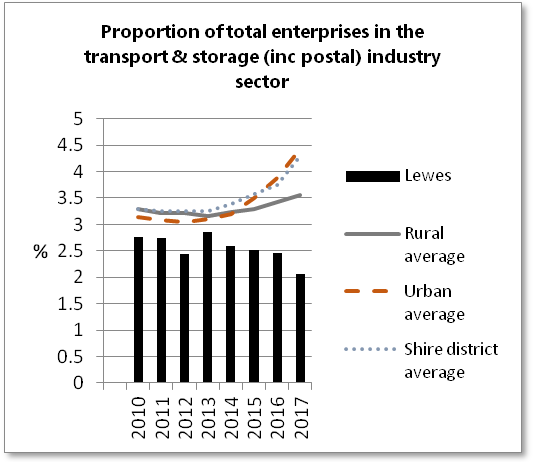 Proportion of total enterprises in the
transport & storage (inc postal) industry
sector
5
4.5
4
3.5
3
2.5
2
1.5
1
0.5
0
%
2010
2011
2012
2013
2014
2015
2016
2017
Lewes
Rural
average
Urban
average
Shire district
average